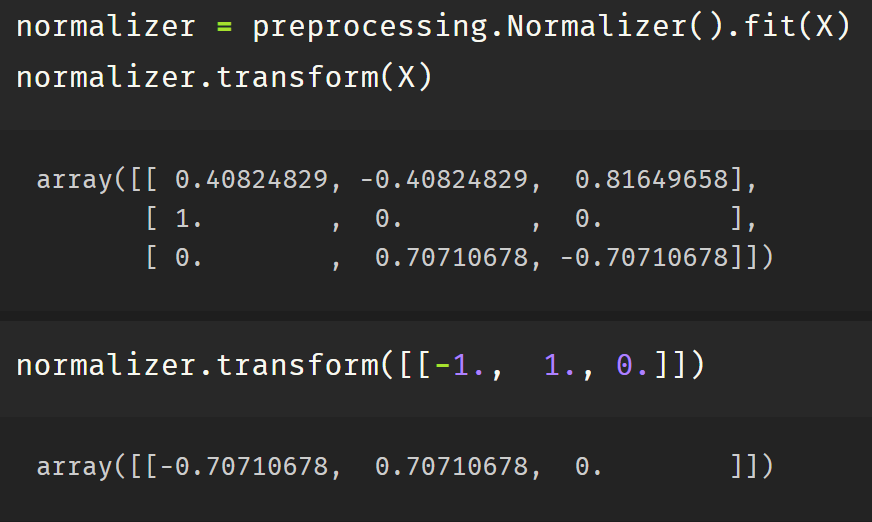 normalizer = preprocessing.Normalizer().fit(X)
normalizer.transform(X)
array([[ 0.40824829, -0.40824829,  0.81649658],
       [ 1.        ,  0.        ,  0.        ],
       [ 0.        ,  0.70710678, -0.70710678]])
normalizer.transform([[-1.,  1., 0.]])
array([[-0.70710678,  0.70710678,  0.        ]])